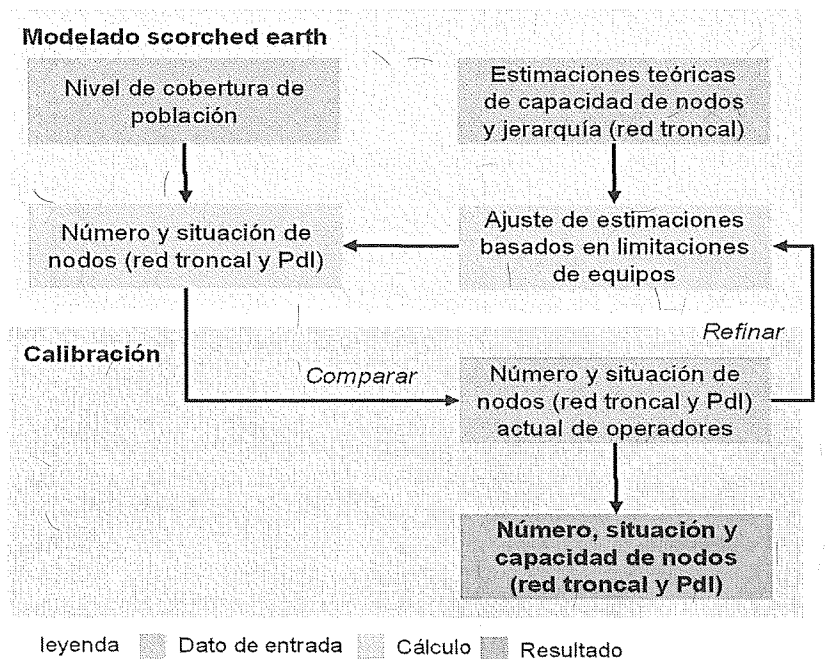 Modelado scorched earth
Nivel de cobertura de
población
Estimaciones teóricas
de capacidad de nodos
y jerarquía (red troncal)
Número y situación de
nodos (red troncal y PdI)
Ajuste de estimaciones
basados en limitaciones
de equipos
Refinar
Calibración
Comparar
Número y situación de
nodos (red troncal y PdI)
actual de operadores
Número, situación y
capacidad de nodos
(red troncal y PdI)
leyenda Dato de entrada Cálculo Resultado